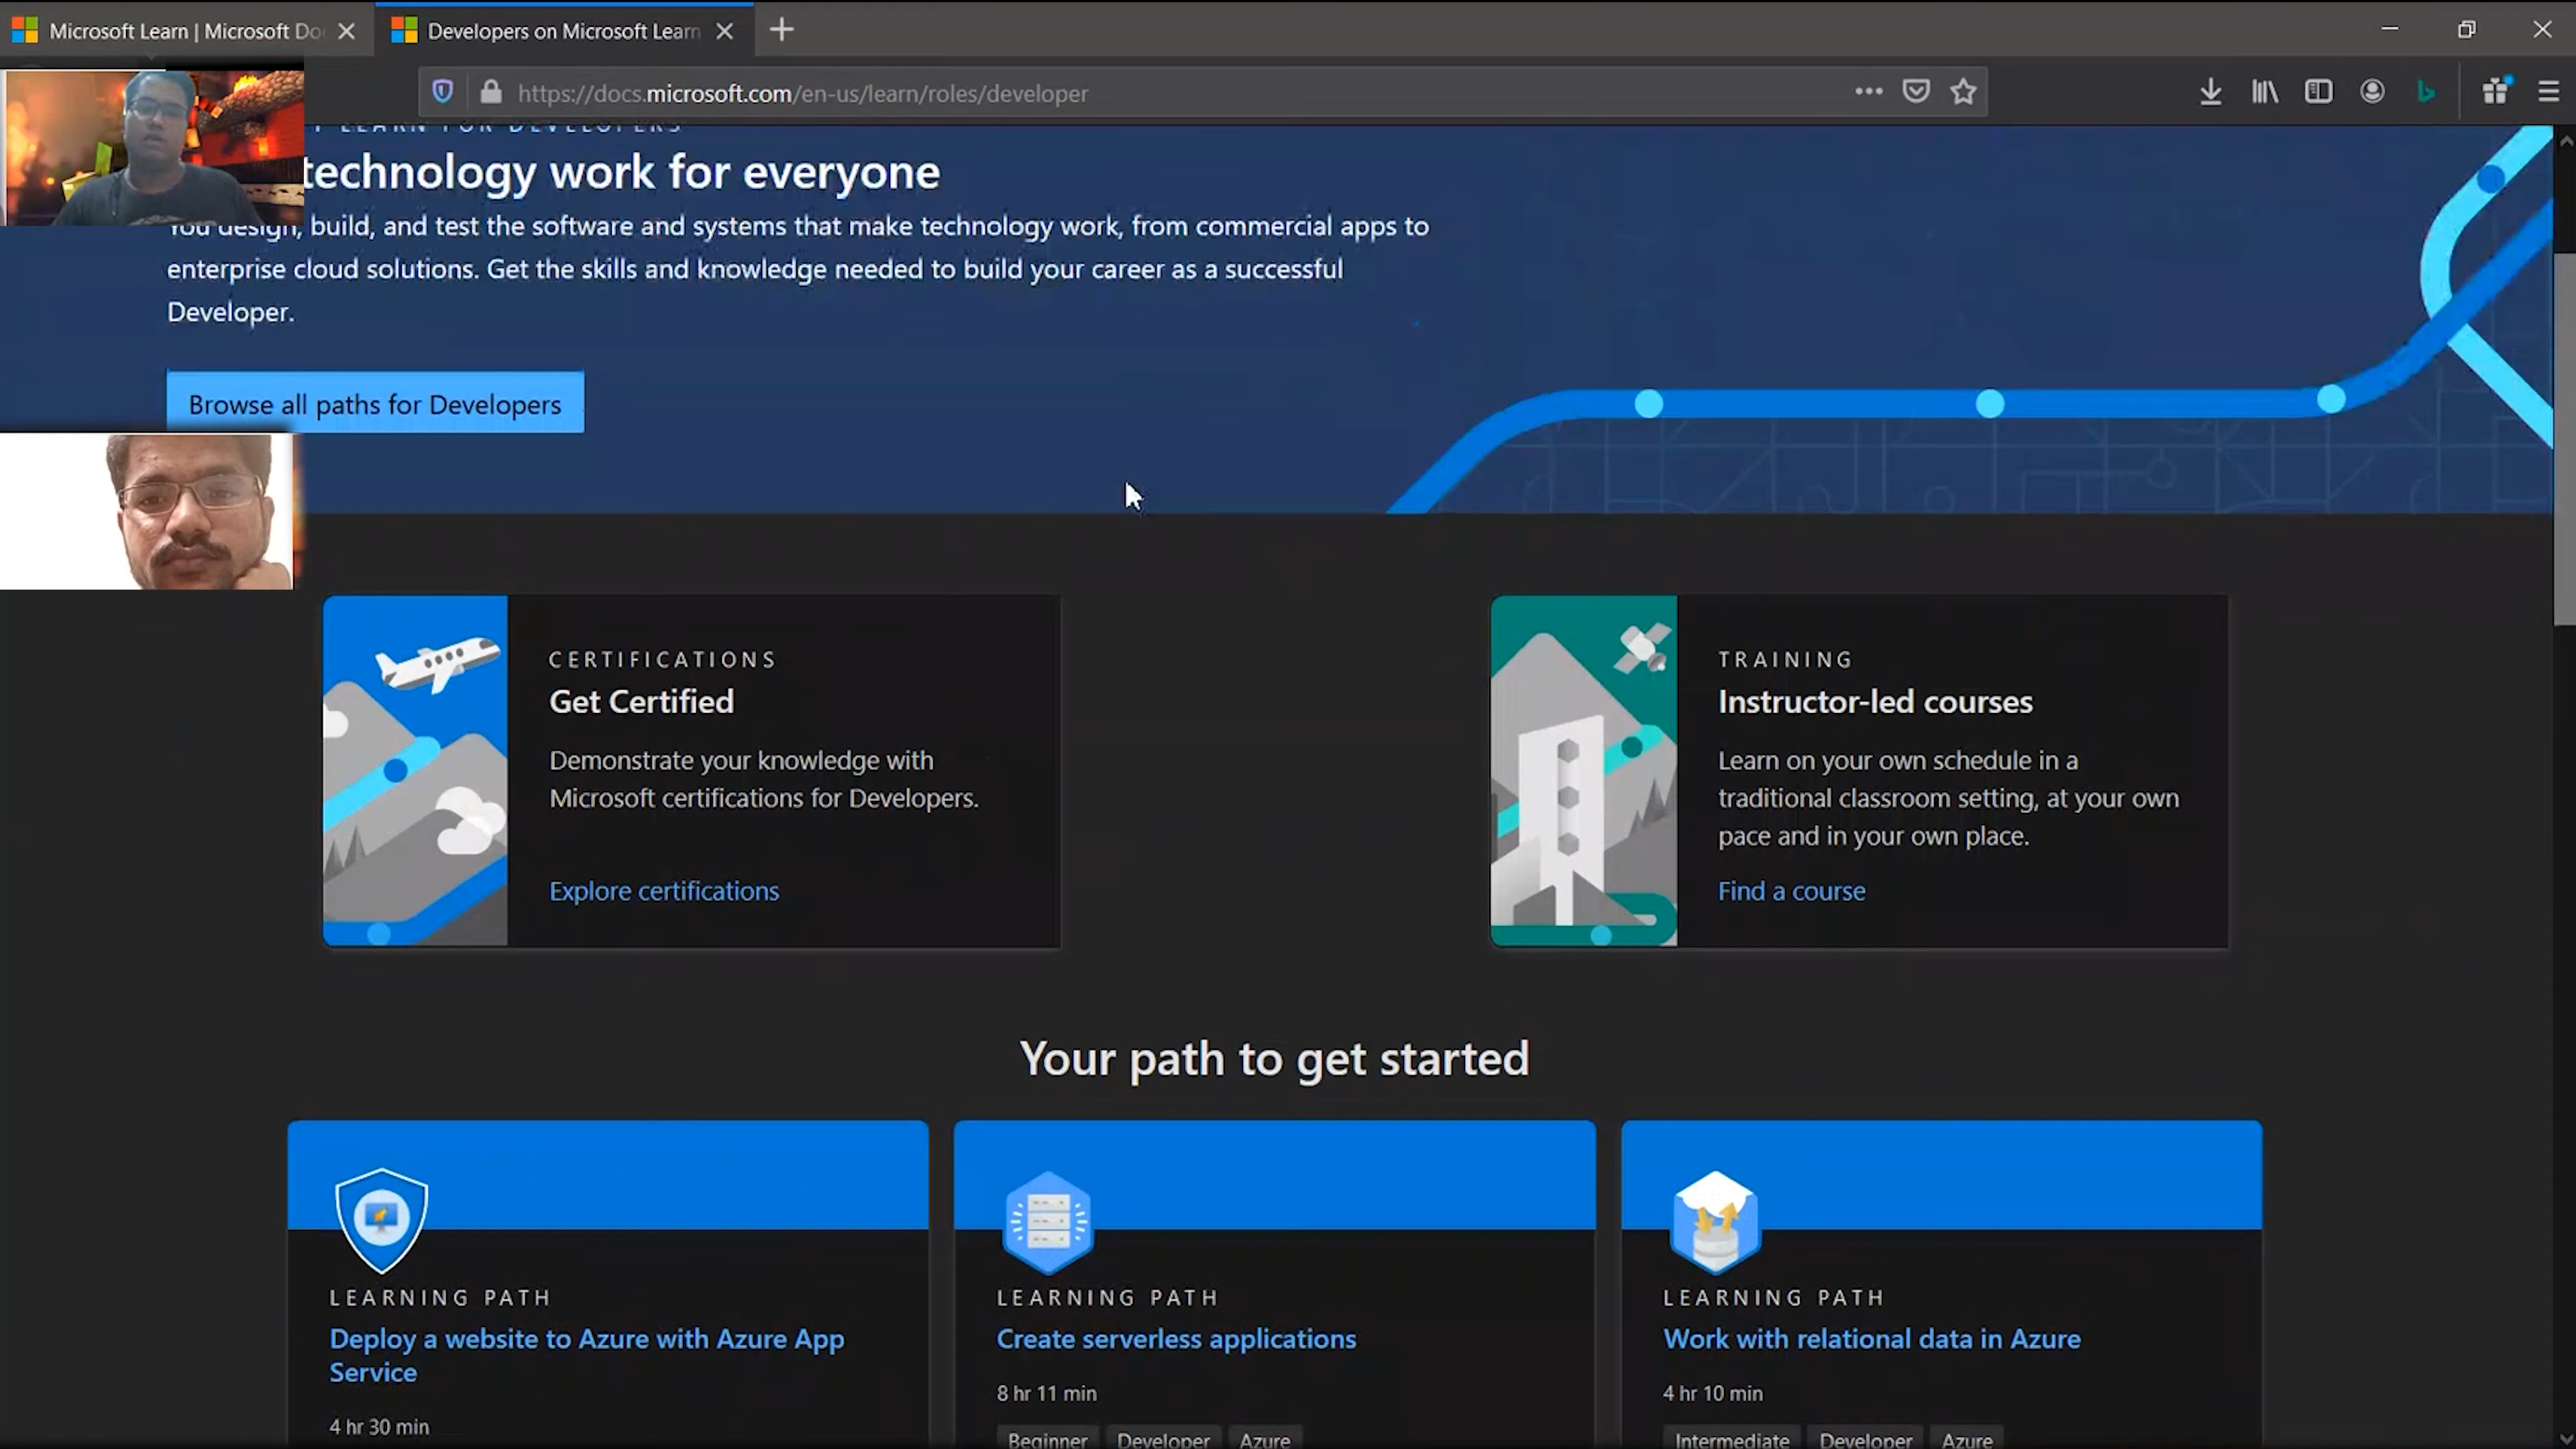 Microsoft Learn | Microsoft Do
Developers on Microsoft Learn
https://docs.microsoft.com/en-us/learn/roles/developer
LEARN FOR DEVELOPERS
technology work for everyone
You design, build, and test the software and systems that make technology work, from commercial apps to
enterprise cloud solutions. Get the skills and knowledge needed to build your career as a successful
Developer.
Browse all paths for Developers
CERTIFICATIONS
Get Certified
Demonstrate your knowledge with
Microsoft certifications for Developers.
Explore certifications
TRAINING
Instructor-led courses
Learn on your own schedule in a
traditional classroom setting, at your own
pace and in your own place.
Find a course
Your path to get started
LEARNING PATH
Deploy a website to Azure with Azure App
Service
4 hr 30 min
LEARNING PATH
Create serverless applications
8 hr 11 min
Beginner Developer Azure
LEARNING PATH
Work with relational data in Azure
4 hr 10 min
Intermediate Developer Azure